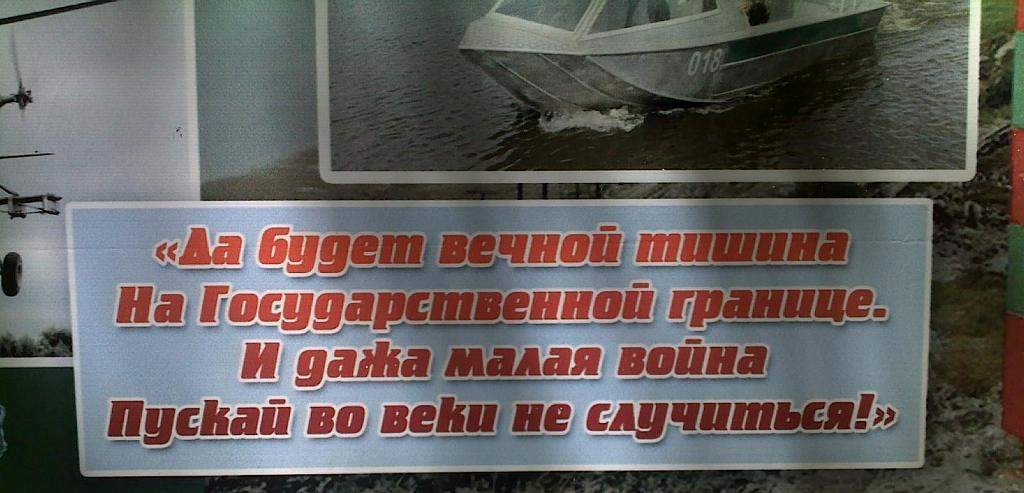 018
«Да будет вечной тишина
На Государственной границе.
И дажа малая война
Пускай во веки не случиться!»